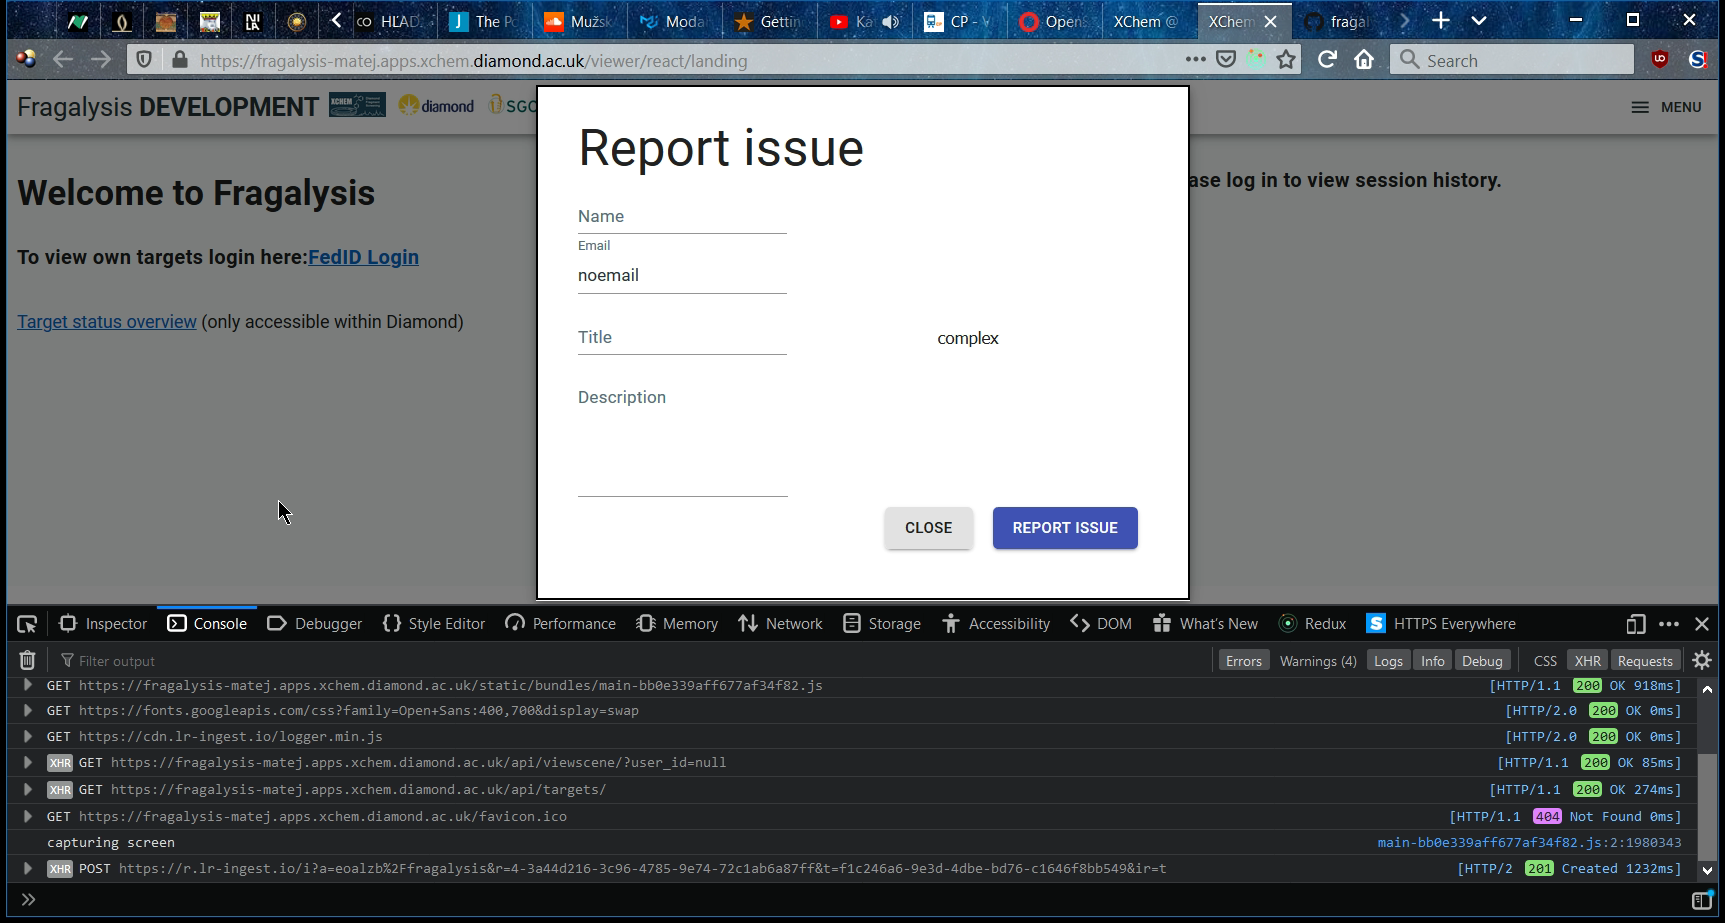 NI
LA
HLAD
J The P
Mužsk
Moda
Gettin
CP -
Opens
XChem @
XChem
fragal
https://fragalysis-matej.apps.xchem.diamond.ac.uk/viewer/react/landing
Search
Fragalysis DEVELOPMENT XCHEM diamond SGC
MENU
Report issue
Welcome to Fragalysis
ase log in to view session history.
Name
To view own targets login here:FedID Login
Email
noemail
Target status overview (only accessible within Diamond)
Title
complex
Description
CLOSE REPORT ISSUE
Inspector Console Debugger Style Editor Performance Memory Network Storage Accessibility DOM What's New Redux HTTPS Everywhere
Filter output Errors Warnings (4) Logs Info Debug CSS XHR Requests
GET https://fragalysis-matej.apps.xchem.diamond.ac.uk/static/bundles/main-bb0e339aff677af34f82.js [HTTP/1.1 200 OK 918ms]
GET https://fonts.googleapis.com/css?family=Open+Sans:400,700&display=swap [HTTP/2.0 200 OK 0ms]
GET https://cdn.lr-ingest.io/logger.min.js [HTTP/2.0 200 OK 0ms]
XHR GET https://fragalysis-matej.apps.xchem.diamond.ac.uk/api/viewscene/?user_id=null [HTTP/1.1 200 OK 85ms]
XHR GET https://fragalysis-matej.apps.xchem.diamond.ac.uk/api/targets/ [HTTP/1.1 200 OK 274ms]
GET https://fragalysis-matej.apps.xchem.diamond.ac.uk/favicon.ico [HTTP/1.1 404 Not Found 0ms]
capturing screen main-bb0e339aff677af34f82.js:2:1980343
XHR POST https://r.lr-ingest.io/i?a=eoalzb%2Ffragalysis&r=4-3a44d216-3c96-4785-9e74-72c1ab6a87ff&t=f1c246a6-9e3d-4dbe-bd76-c1646f8bb549&ir=t [HTTP/2 201 Created 1232ms]